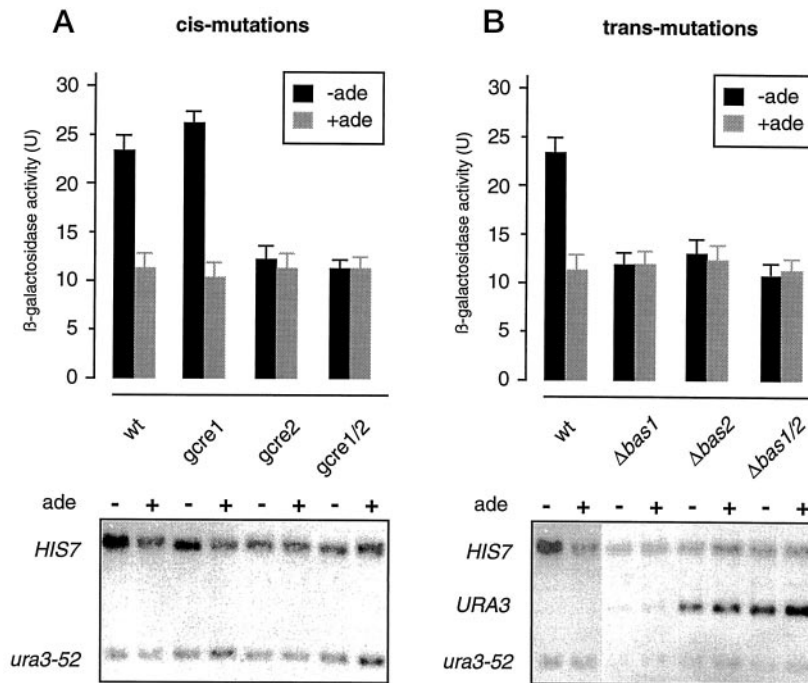 A
cis-mutations
ß-galactosidase activity (U)
30
25
20
15
10
5
0
-ade
+ade
wt
gcre1
gcre2
gcre1/2
ade - + - + - + - +
HIS7
ura3-52
B
trans-mutations
ß-galactosidase activity (U)
30
25
20
15
10
5
0
-ade
+ade
wt
Δbas1
Δbas2
Δbas1/2
ade - + - + - + - +
HIS7
URA3
ura3-52